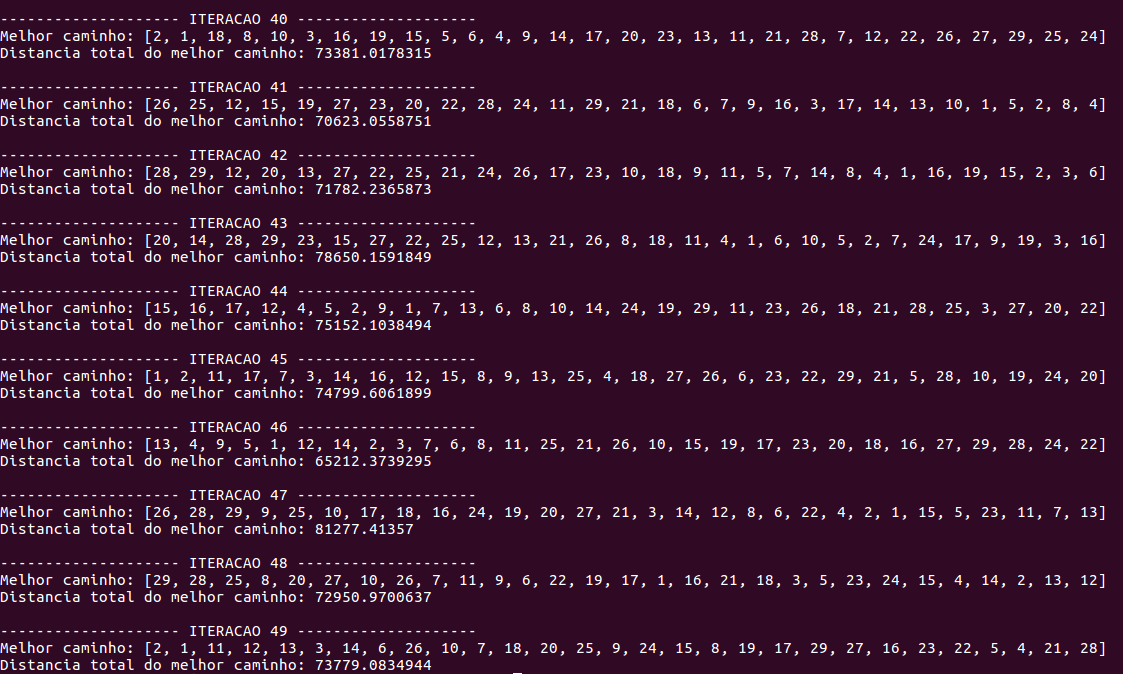 -------------------- ITERACAO 40 --------------------
Melhor caminho: [2, 1, 18, 8, 10, 3, 16, 19, 15, 5, 6, 4, 9, 14, 17, 20, 23, 13, 11, 21, 28, 7, 12, 22, 26, 27, 29, 25, 24]
Distancia total do melhor caminho: 73381.0178315
-------------------- ITERACAO 41 --------------------
Melhor caminho: [26, 25, 12, 15, 19, 27, 23, 20, 22, 28, 24, 11, 29, 21, 18, 6, 7, 9, 16, 3, 17, 14, 13, 10, 1, 5, 2, 8, 4]
Distancia total do melhor caminho: 70623.0558751
-------------------- ITERACAO 42 --------------------
Melhor caminho: [28, 29, 12, 20, 13, 27, 22, 25, 21, 24, 26, 17, 23, 10, 18, 9, 11, 5, 7, 14, 8, 4, 1, 16, 19, 15, 2, 3, 6]
Distancia total do melhor caminho: 71782.2365873
-------------------- ITERACAO 43 --------------------
Melhor caminho: [20, 14, 28, 29, 23, 15, 27, 22, 25, 12, 13, 21, 26, 8, 18, 11, 4, 1, 6, 10, 5, 2, 7, 24, 17, 9, 19, 3, 16]
Distancia total do melhor caminho: 78650.1591849
-------------------- ITERACAO 44 --------------------
Melhor caminho: [15, 16, 17, 12, 4, 5, 2, 9, 1, 7, 13, 6, 8, 10, 14, 24, 19, 29, 11, 23, 26, 18, 21, 28, 25, 3, 27, 20, 22]
Distancia total do melhor caminho: 75152.1038494
-------------------- ITERACAO 45 --------------------
Melhor caminho: [1, 2, 11, 17, 7, 3, 14, 16, 12, 15, 8, 9, 13, 25, 4, 18, 27, 26, 6, 23, 22, 29, 21, 5, 28, 10, 19, 24, 20]
Distancia total do melhor caminho: 74799.6061899
-------------------- ITERACAO 46 --------------------
Melhor caminho: [13, 4, 9, 5, 1, 12, 14, 2, 3, 7, 6, 8, 11, 25, 21, 26, 10, 15, 19, 17, 23, 20, 18, 16, 27, 29, 28, 24, 22]
Distancia total do melhor caminho: 65212.3739295
-------------------- ITERACAO 47 --------------------
Melhor caminho: [26, 28, 29, 9, 25, 10, 17, 18, 16, 24, 19, 20, 27, 21, 3, 14, 12, 8, 6, 22, 4, 2, 1, 15, 5, 23, 11, 7, 13]
Distancia total do melhor caminho: 81277.41357
-------------------- ITERACAO 48 --------------------
Melhor caminho: [29, 28, 25, 8, 20, 27, 10, 26, 7, 11, 9, 6, 22, 19, 17, 1, 16, 21, 18, 3, 5, 23, 24, 15, 4, 14, 2, 13, 12]
Distancia total do melhor caminho: 72950.9700637
-------------------- ITERACAO 49 --------------------
Melhor caminho: [2, 1, 11, 12, 13, 3, 14, 6, 26, 10, 7, 18, 20, 25, 9, 24, 15, 8, 19, 17, 29, 27, 16, 23, 22, 5, 4, 21, 28]
Distancia total do melhor caminho: 73779.0834944